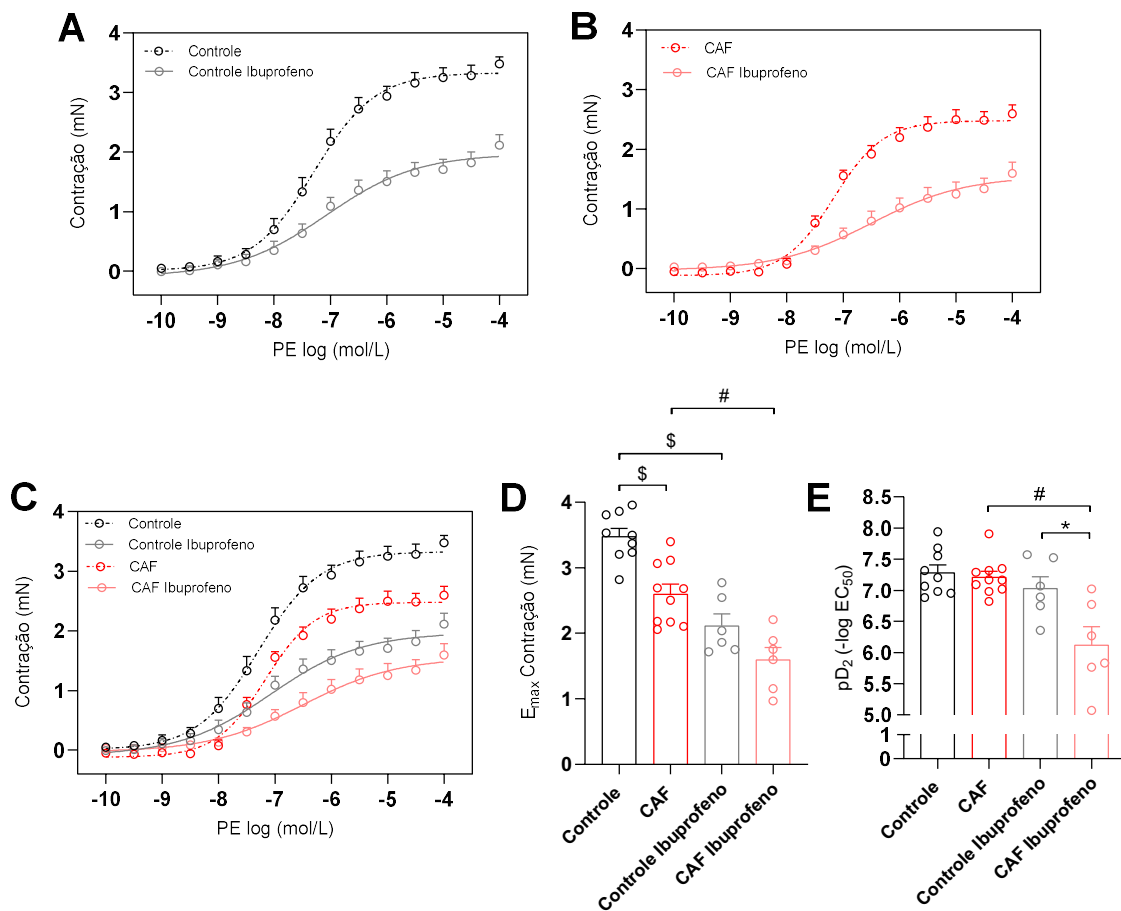 A
4
3
2
1
0
Contração (mN)
Controle
Controle Ibuprofeno
-10 -9 -8 -7 -6 -5 -4
PE log (mol/L)
B
4
3
2
1
0
Contração (mN)
CAF
CAF Ibuprofeno
-10 -9 -8 -7 -6 -5 -4
PE log (mol/L)
C
4
3
2
1
0
Contração (mN)
Controle
Controle Ibuprofeno
CAF
CAF Ibuprofeno
-10 -9 -8 -7 -6 -5 -4
PE log (mol/L)
D
#
$
$
4
3
2
1
0
Emax Contração (mN)
Controle
CAF
Controle Ibuprofeno
CAF Ibuprofeno
E
#
*
8.5
8.0
7.5
7.0
6.5
6.0
5.5
5.0
1
0
pD2 (-log EC50)
Controle
CAF
Controle Ibuprofeno
CAF Ibuprofeno